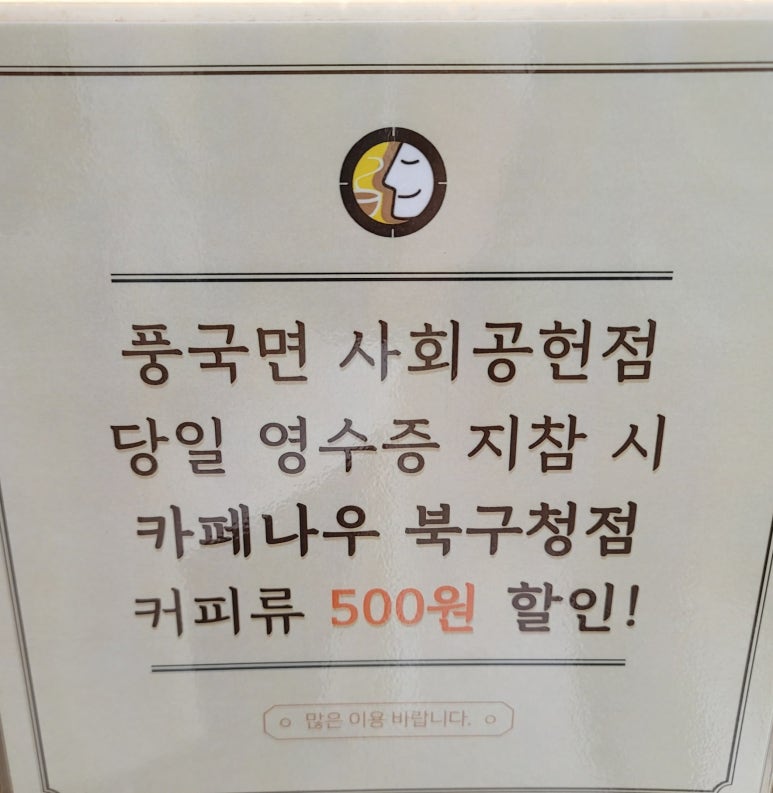 풍국면 사회공헌점
당일 영수증 지참 시
카페나우 북구청점
커피류 500원 할인!
많은 이용 바랍니다.